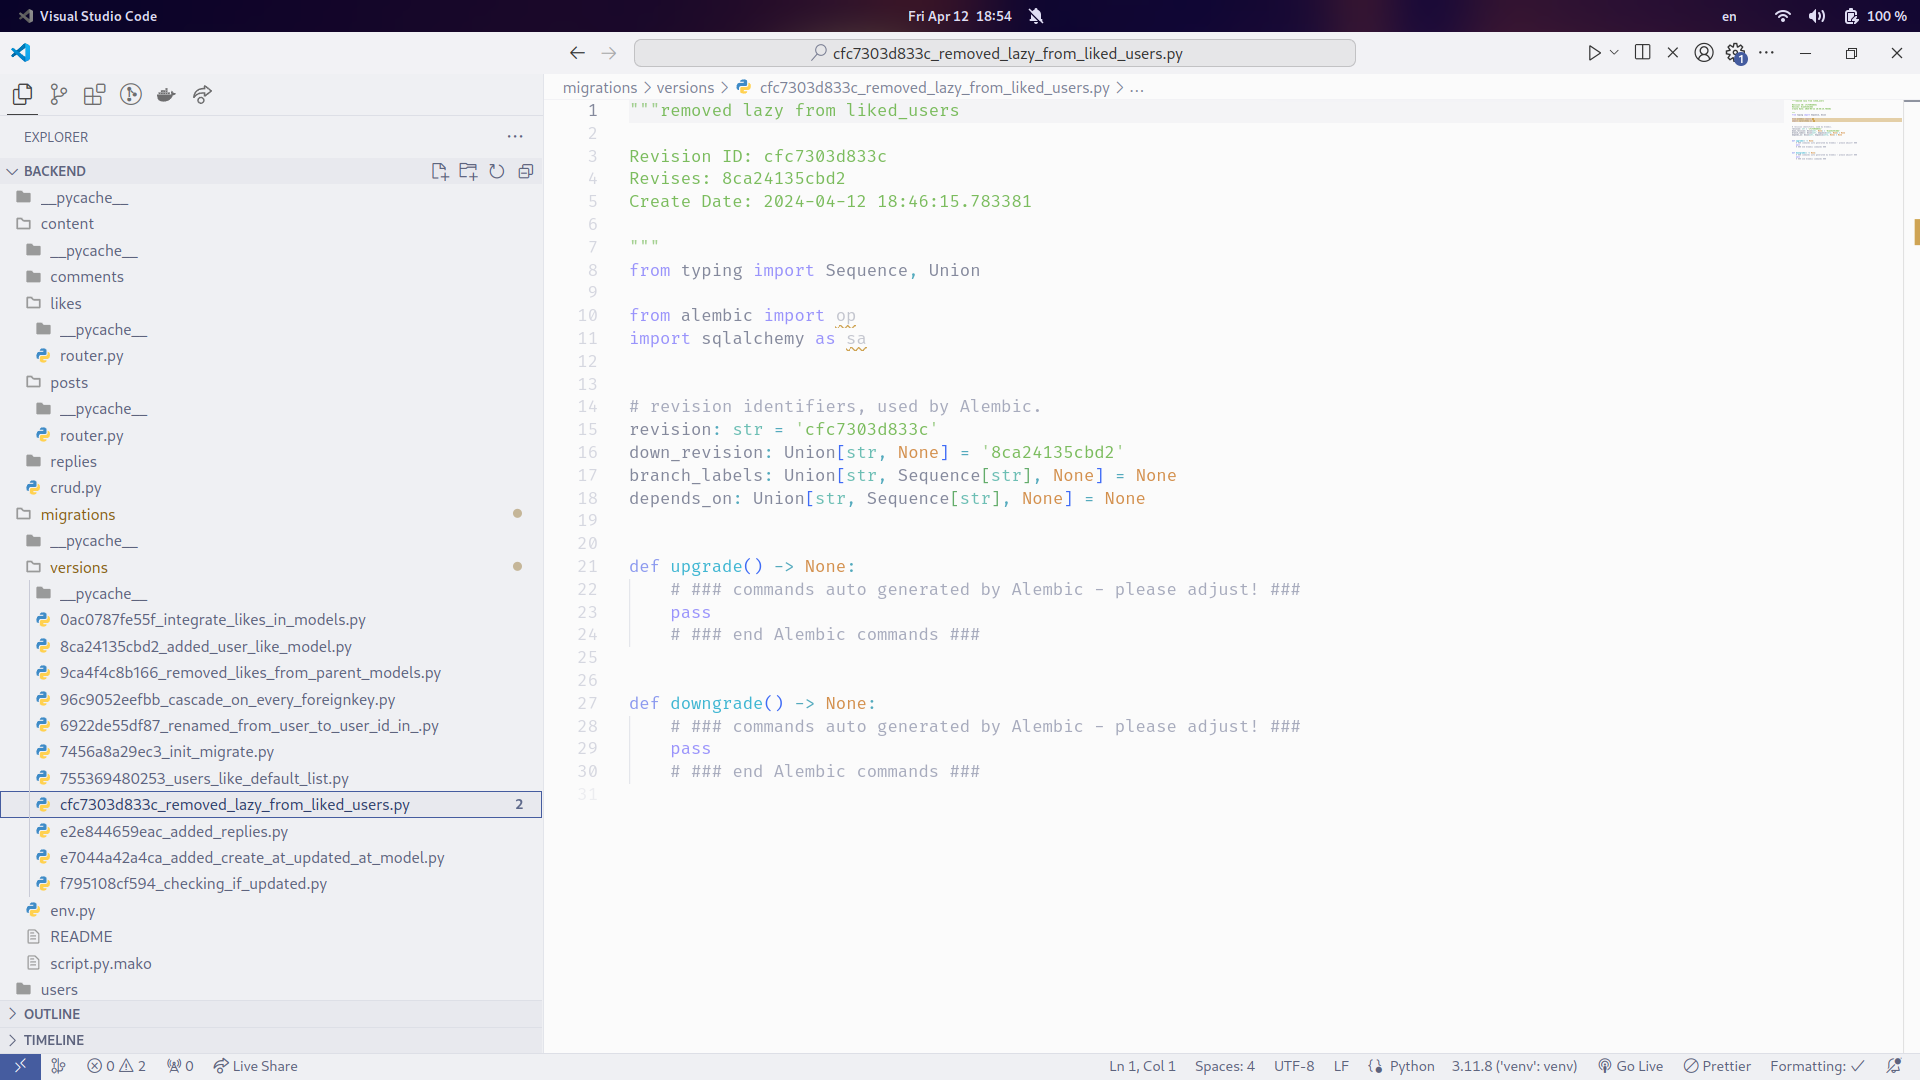 Visual Studio Code
Fri Apr 12 18:54
en
100 %
cfc7303d833c_removed_lazy_from_liked_users.py
1
EXPLORER
BACKEND
__pycache__
content
__pycache__
comments
likes
__pycache__
router.py
posts
__pycache__
router.py
replies
crud.py
migrations
__pycache__
versions
__pycache__
0ac0787fe55f_integrate_likes_in_models.py
8ca24135cbd2_added_user_like_model.py
9ca4f4c8b166_removed_likes_from_parent_models.py
96c9052eefbb_cascade_on_every_foreignkey.py
6922de55df87_renamed_from_user_to_user_id_in_.py
7456a8a29ec3_init_migrate.py
755369480253_users_like_default_list.py
cfc7303d833c_removed_lazy_from_liked_users.py 2
e2e844659eac_added_replies.py
e7044a42a4ca_added_create_at_updated_at_model.py
f795108cf594_checking_if_updated.py
env.py
README
script.py.mako
users
OUTLINE
TIMELINE
migrations > versions > cfc7303d833c_removed_lazy_from_liked_users.py > ...
1 """removed lazy from liked_users
2
3 Revision ID: cfc7303d833c
4 Revises: 8ca24135cbd2
5 Create Date: 2024-04-12 18:46:15.783381
6
7 """
8 from typing import Sequence, Union
9
10 from alembic import op
11 import sqlalchemy as sa
12
13
14 # revision identifiers, used by Alembic.
15 revision: str = 'cfc7303d833c'
16 down_revision: Union[str, None] = '8ca24135cbd2'
17 branch_labels: Union[str, Sequence[str], None] = None
18 depends_on: Union[str, Sequence[str], None] = None
19
20
21 def upgrade() -> None:
22     # ### commands auto generated by Alembic - please adjust! ###
23     pass
24     # ### end Alembic commands ###
25
26
27 def downgrade() -> None:
28     # ### commands auto generated by Alembic - please adjust! ###
29     pass
30     # ### end Alembic commands ###
31
0 2 0 Live Share
Ln 1, Col 1 Spaces: 4 UTF-8 LF Python 3.11.8 ('venv': venv) Go Live Prettier Formatting: ✓